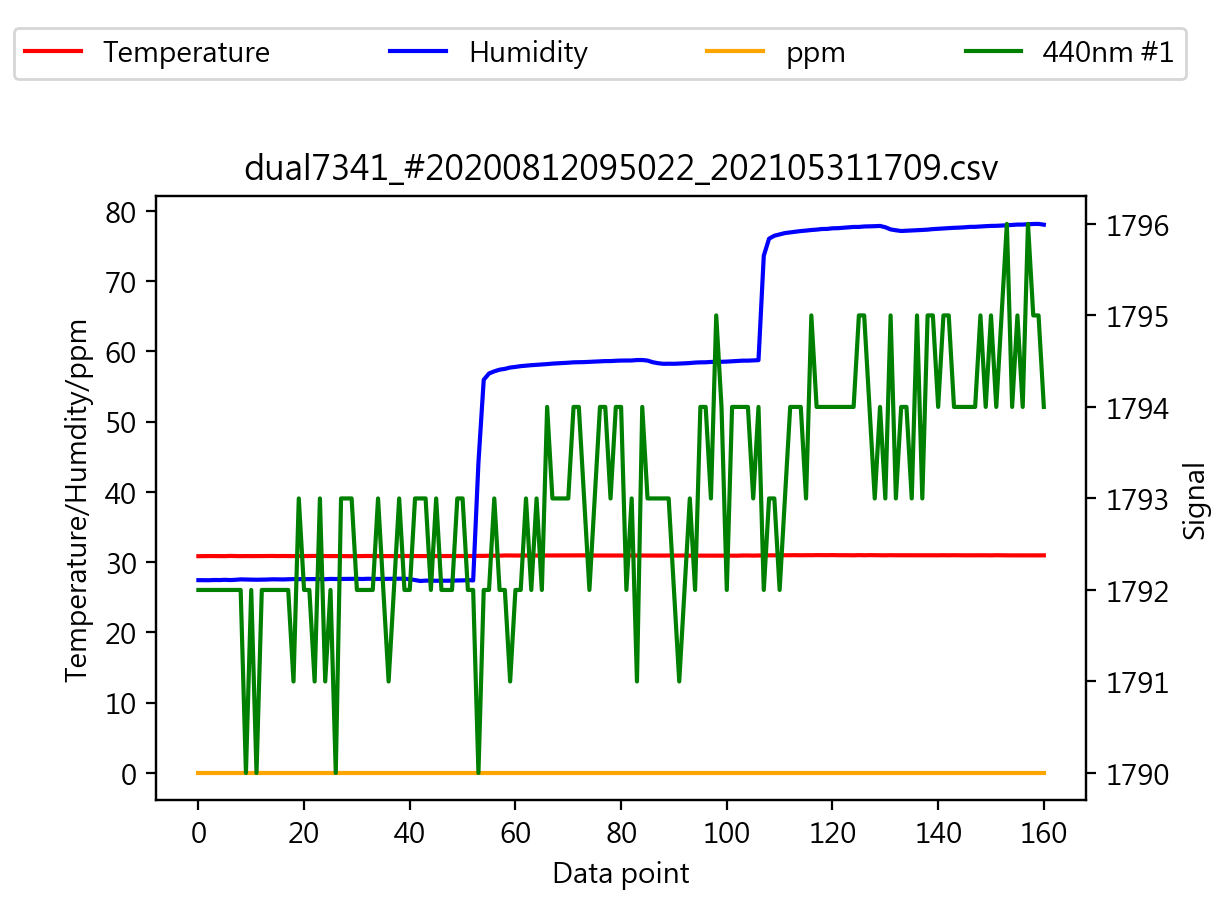 Temperature Humidity ppm 440nm #1
dual7341_#20200812095022_202105311709.csv
80
70
60
50
40
30
20
10
0
Temperature/Humdity/ppm
1796
1795
1794
1793
1792
1791
1790
Signal
0 20 40 60 80 100 120 140 160
Data point